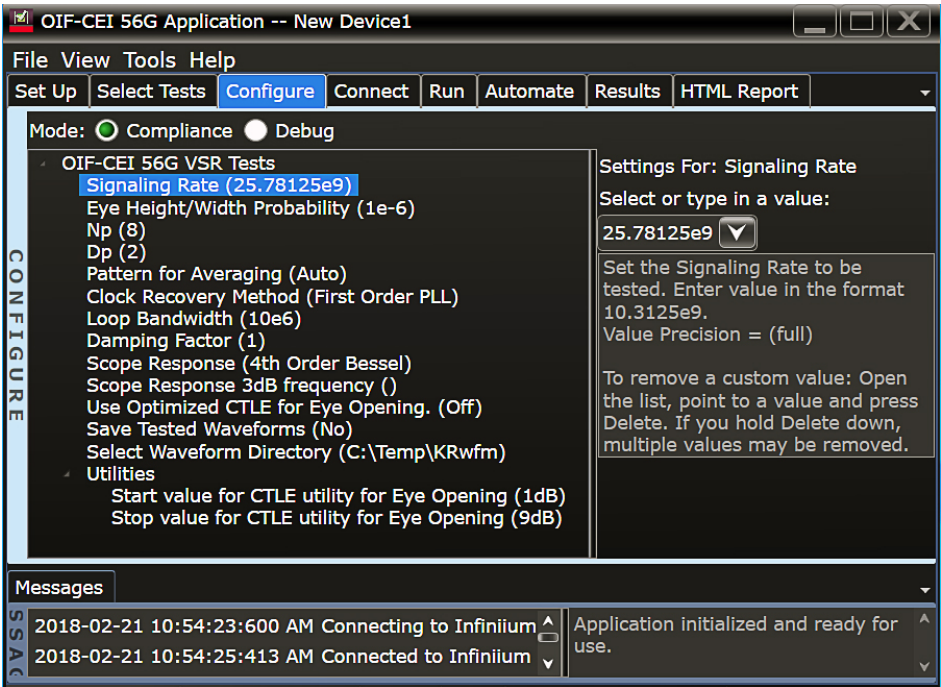 OIF-CEI 56G Application -- New Device1
File View Tools Help
Set Up Select Tests Configure Connect Run Automate Results HTML Report
Mode: Compliance Debug
CONFIGURE
OIF-CEI 56G VSR Tests
Signaling Rate (25.78125e9)
Eye Height/Width Probability (1e-6)
Np (8)
Dp (2)
Pattern for Averaging (Auto)
Clock Recovery Method (First Order PLL)
Loop Bandwidth (10e6)
Damping Factor (1)
Scope Response (4th Order Bessel)
Scope Response 3dB frequency ()
Use Optimized CTLE for Eye Opening. (Off)
Save Tested Waveforms (No)
Select Waveform Directory (C:\Temp\KRwfm)
Utilities
Start value for CTLE utility for Eye Opening (1dB)
Stop value for CTLE utility for Eye Opening (9dB)
Settings For: Signaling Rate
Select or type in a value:
25.78125e9
Set the Signaling Rate to be
tested. Enter value in the format
10.3125e9.
Value Precision = (full)
To remove a custom value: Open
the list, point to a value and press
Delete. If you hold Delete down,
multiple values may be removed.
Messages
2018-02-21 10:54:23:600 AM Connecting to Infiniium
2018-02-21 10:54:25:413 AM Connected to Infiniium
Application initialized and ready for
use.